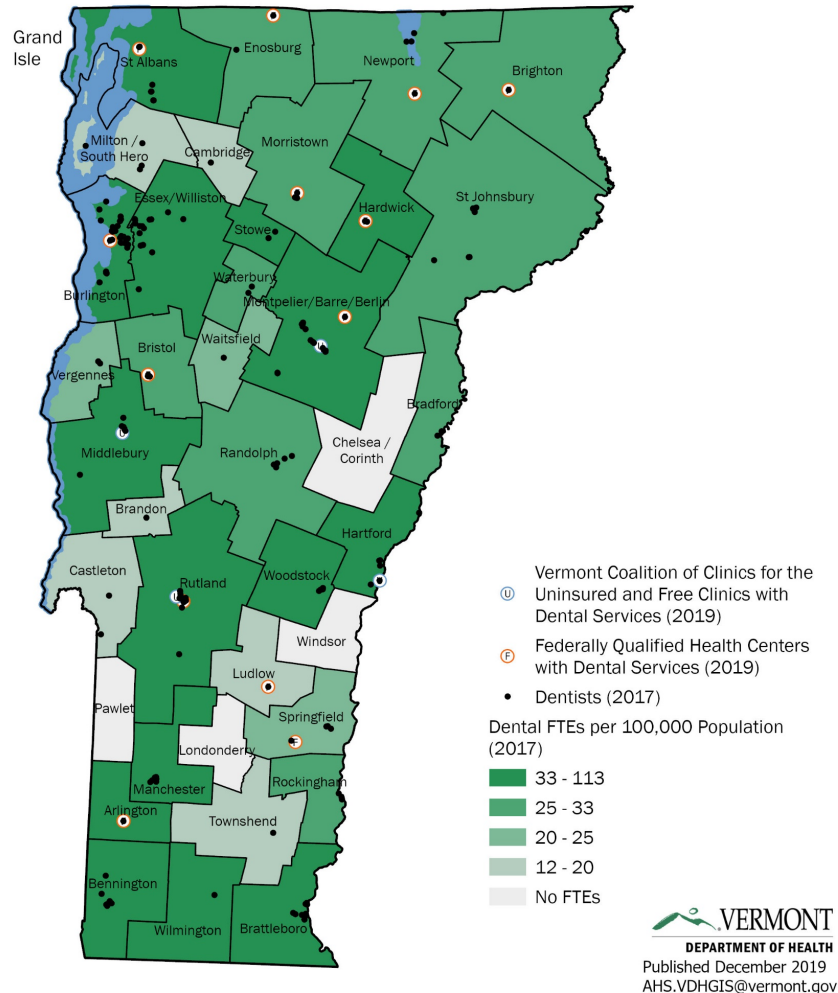 Grand
Isle
St Albans
Enosburg
Newport
Brighton
Milton /
South Hero
Cambridge
Morristown
Essex/Williston
Hardwick
St Johnsbury
Stowe
Waterbury
Burlington
Montpelier/Barre/Berlin
Waitsfield
Bristol
Vergennes
U
Bradford
Chelsea /
Corinth
U
Middlebury
Randolph
Brandon
Hartford
Castleton
Rutland
U
Woodstock
Windsor
Ludlow
Pawlet
Springfield
F
Londonderry
Manchester
Rockingham
Arlington
Townshend
Bennington
Wilmington
Brattleboro
U
Vermont Coalition of Clinics for the
Uninsured and Free Clinics with
Dental Services (2019)
F
Federally Qualified Health Centers
with Dental Services (2019)
Dentists (2017)
Dental FTEs per 100,000 Population
(2017)
33 - 113
25 - 33
20 - 25
12 - 20
No FTEs
VERMONT
DEPARTMENT OF HEALTH
Published December 2019
AHS.VDHGIS@vermont.gov